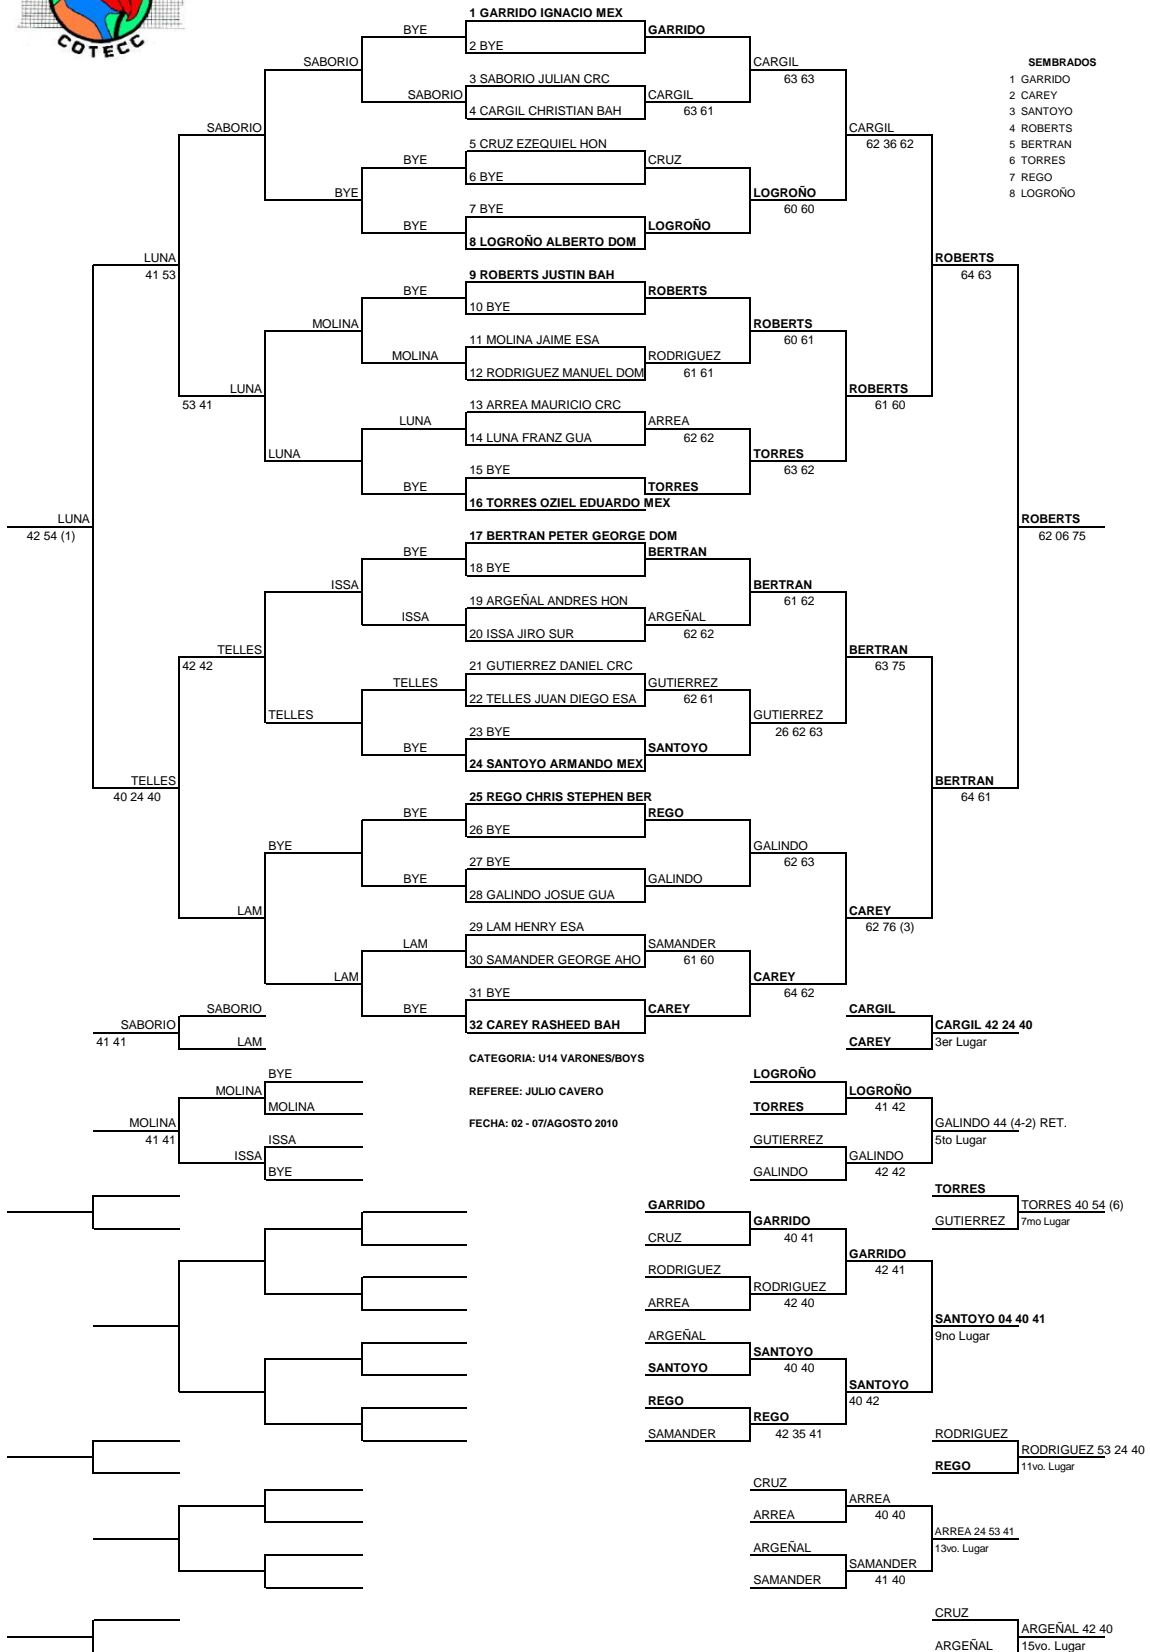 COTECC
1 GARRIDO IGNACIO MEX
BYE GARRIDO
2 BYE
SABORIO CARGIL
3 SABORIO JULIAN CRC 63 63
SABORIO CARGIL
4 CARGIL CHRISTIAN BAH 63 61
SABORIO CARGIL
5 CRUZ EZEQUIEL HON 62 36 62
BYE CRUZ
6 BYE
BYE LOGROÑO
7 BYE 60 60
BYE LOGROÑO
8 LOGROÑO ALBERTO DOM
SEMBRADOS
1 GARRIDO
2 CAREY
3 SANTOYO
4 ROBERTS
5 BERTRAN
6 TORRES
7 REGO
8 LOGROÑO
LUNA ROBERTS
41 53 9 ROBERTS JUSTIN BAH 64 63
BYE ROBERTS
10 BYE
MOLINA ROBERTS
11 MOLINA JAIME ESA 60 61
MOLINA RODRIGUEZ
12 RODRIGUEZ MANUEL DOM 61 61
LUNA ROBERTS
53 41 13 ARREA MAURICIO CRC 61 60
LUNA ARREA
14 LUNA FRANZ GUA 62 62
LUNA TORRES
15 BYE 63 62
BYE TORRES
16 TORRES OZIEL EDUARDO MEX
LUNA ROBERTS
42 54 (1) 17 BERTRAN PETER GEORGE DOM 62 06 75
BYE BERTRAN
18 BYE
ISSA BERTRAN
19 ARGEÑAL ANDRES HON 61 62
ISSA ARGEÑAL
20 ISSA JIRO SUR 62 62
TELLES BERTRAN
42 42 21 GUTIERREZ DANIEL CRC 63 75
TELLES GUTIERREZ
22 TELLES JUAN DIEGO ESA 62 61
TELLES GUTIERREZ
23 BYE 26 62 63
BYE SANTOYO
24 SANTOYO ARMANDO MEX
TELLES BERTRAN
40 24 40 25 REGO CHRIS STEPHEN BER 64 61
BYE REGO
26 BYE
BYE GALINDO
27 BYE 62 63
BYE GALINDO
28 GALINDO JOSUE GUA
LAM CAREY
29 LAM HENRY ESA 62 76 (3)
LAM SAMANDER
30 SAMANDER GEORGE AHO 61 60
LAM CAREY
31 BYE 64 62
SABORIO BYE CAREY CARGIL
SABORIO 32 CAREY RASHEED BAH CARGIL 42 24 40
41 41 LAM CAREY 3er Lugar
CATEGORIA: U14 VARONES/BOYS
BYE LOGROÑO
MOLINA REFEREE: JULIO CAVERO LOGROÑO
MOLINA TORRES 41 42
MOLINA FECHA: 02 - 07/AGOSTO 2010 GALINDO 44 (4-2) RET.
41 41 ISSA GUTIERREZ 5to Lugar
ISSA GALINDO
BYE GALINDO 42 42
TORRES
GARRIDO TORRES 40 54 (6)
GARRIDO GUTIERREZ 7mo Lugar
CRUZ 40 41
GARRIDO
RODRIGUEZ 42 41
RODRIGUEZ
ARREA 42 40
SANTOYO 04 40 41
ARGEÑAL 9no Lugar
SANTOYO
SANTOYO 40 40
SANTOYO
REGO 40 42
REGO
SAMANDER 42 35 41 RODRIGUEZ
RODRIGUEZ 53 24 40
REGO 11vo. Lugar
CRUZ
ARREA
ARREA 40 40
ARREA 24 53 41
ARGEÑAL 13vo. Lugar
SAMANDER
SAMANDER 41 40
CRUZ
ARGEÑAL 42 40
ARGEÑAL 15vo. Lugar